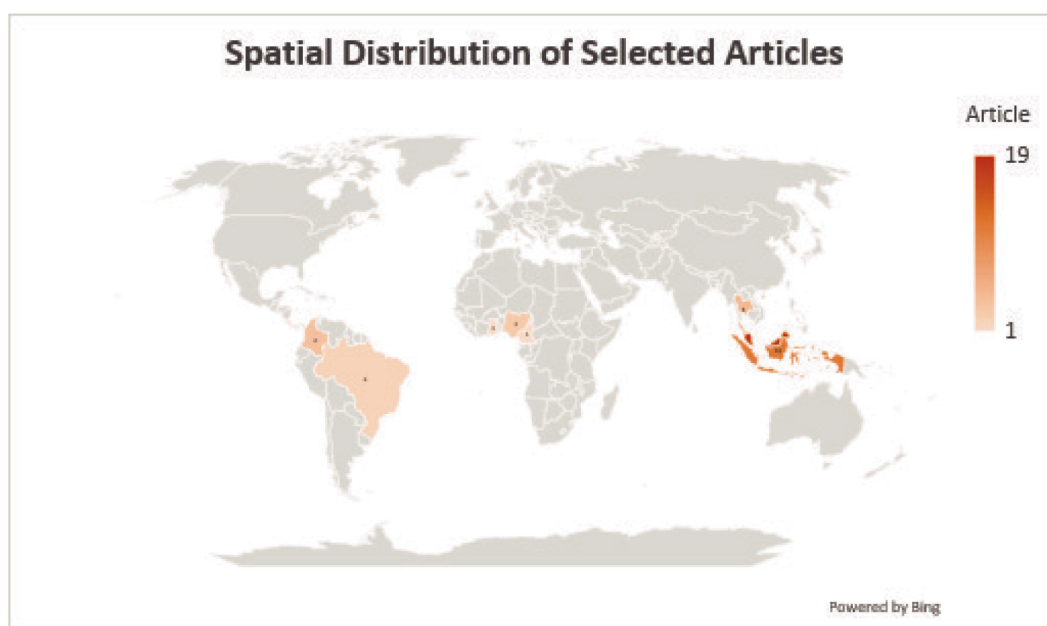 Spatial Distribution of Selected Articles
Article
19
1
Powered by Bing